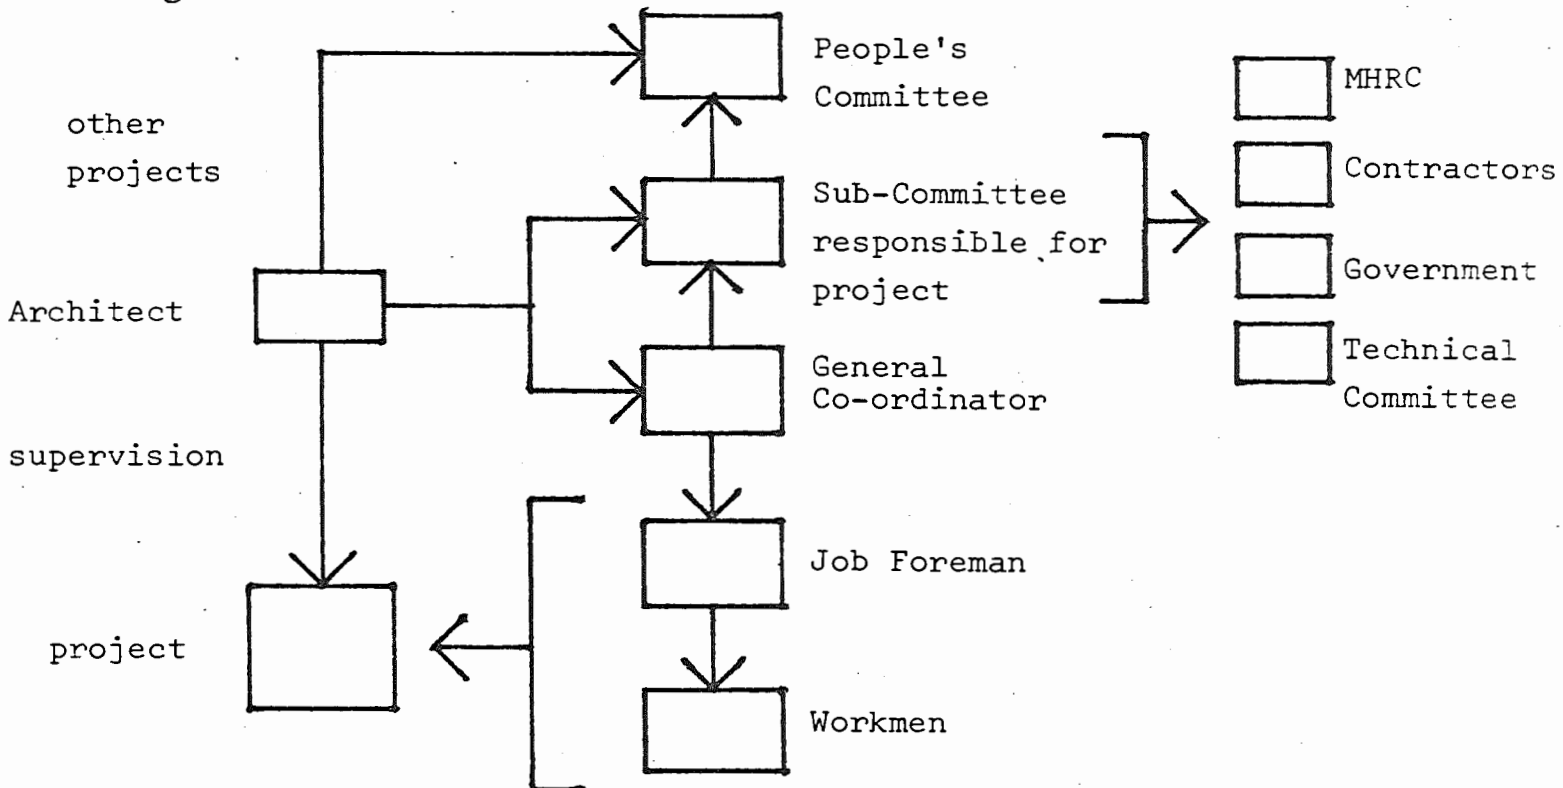 People's
Committee
other
projects
Sub-Committee
responsible for
project
Architect
General
Co-ordinator
supervision
Job Foreman
project
Workmen
MHRC
Contractors
Government
Technical
Committee